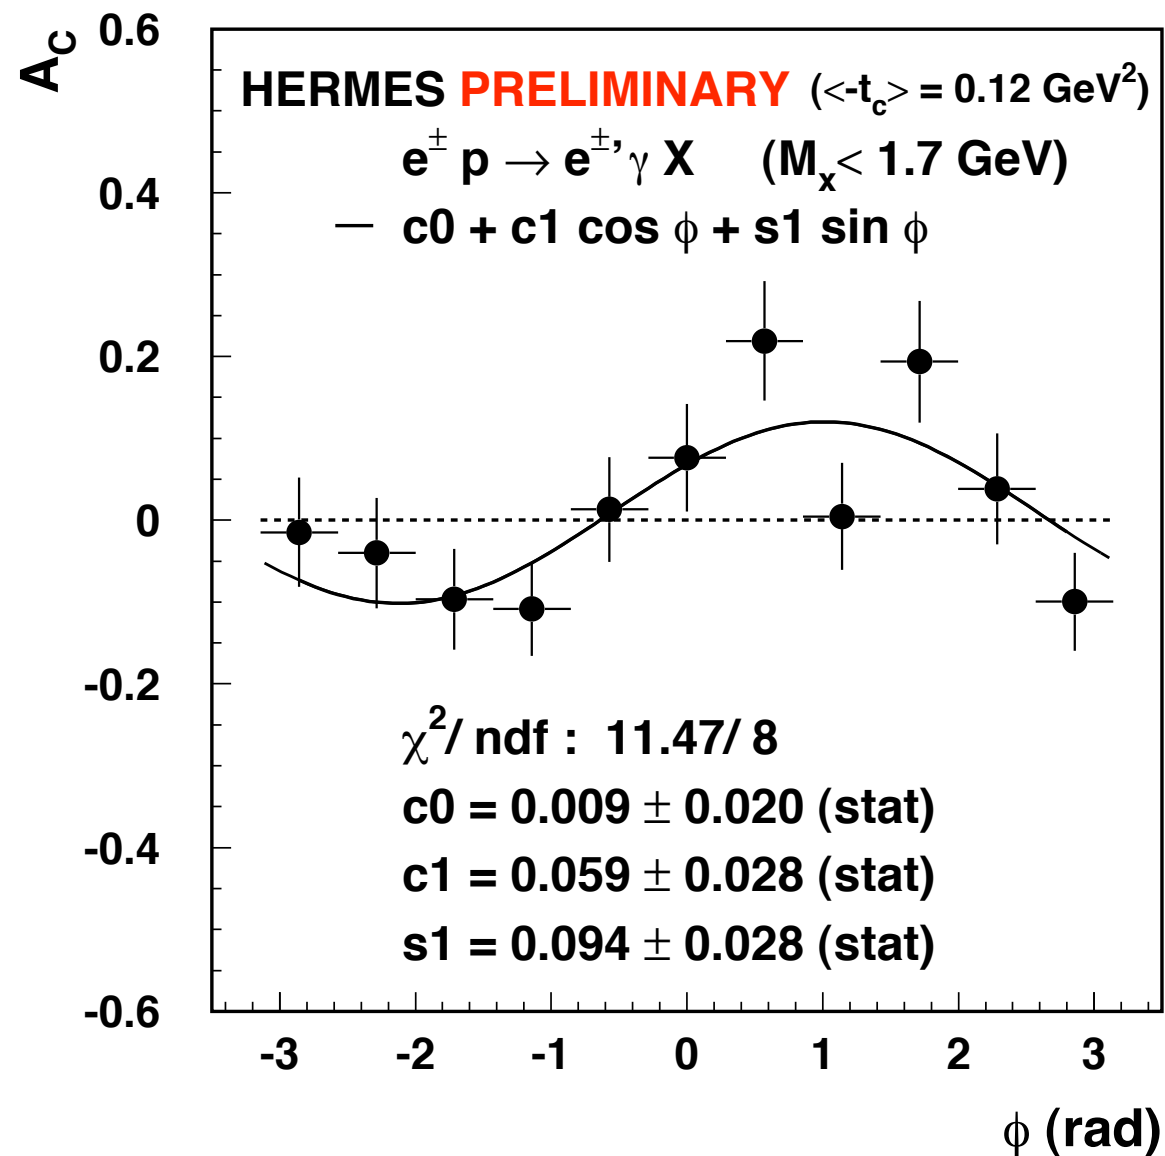 A_C
0.6
0.4
0.2
0
-0.2
-0.4
-0.6
HERMES PRELIMINARY (<-t_c> = 0.12 GeV²)
e^± p → e^±’ γ X (M_x< 1.7 GeV)
— c0 + c1 cos ϕ + s1 sin ϕ
χ²/ ndf : 11.47/ 8
c0 = 0.009 ± 0.020 (stat)
c1 = 0.059 ± 0.028 (stat)
s1 = 0.094 ± 0.028 (stat)
-3 -2 -1 0 1 2 3
ϕ (rad)